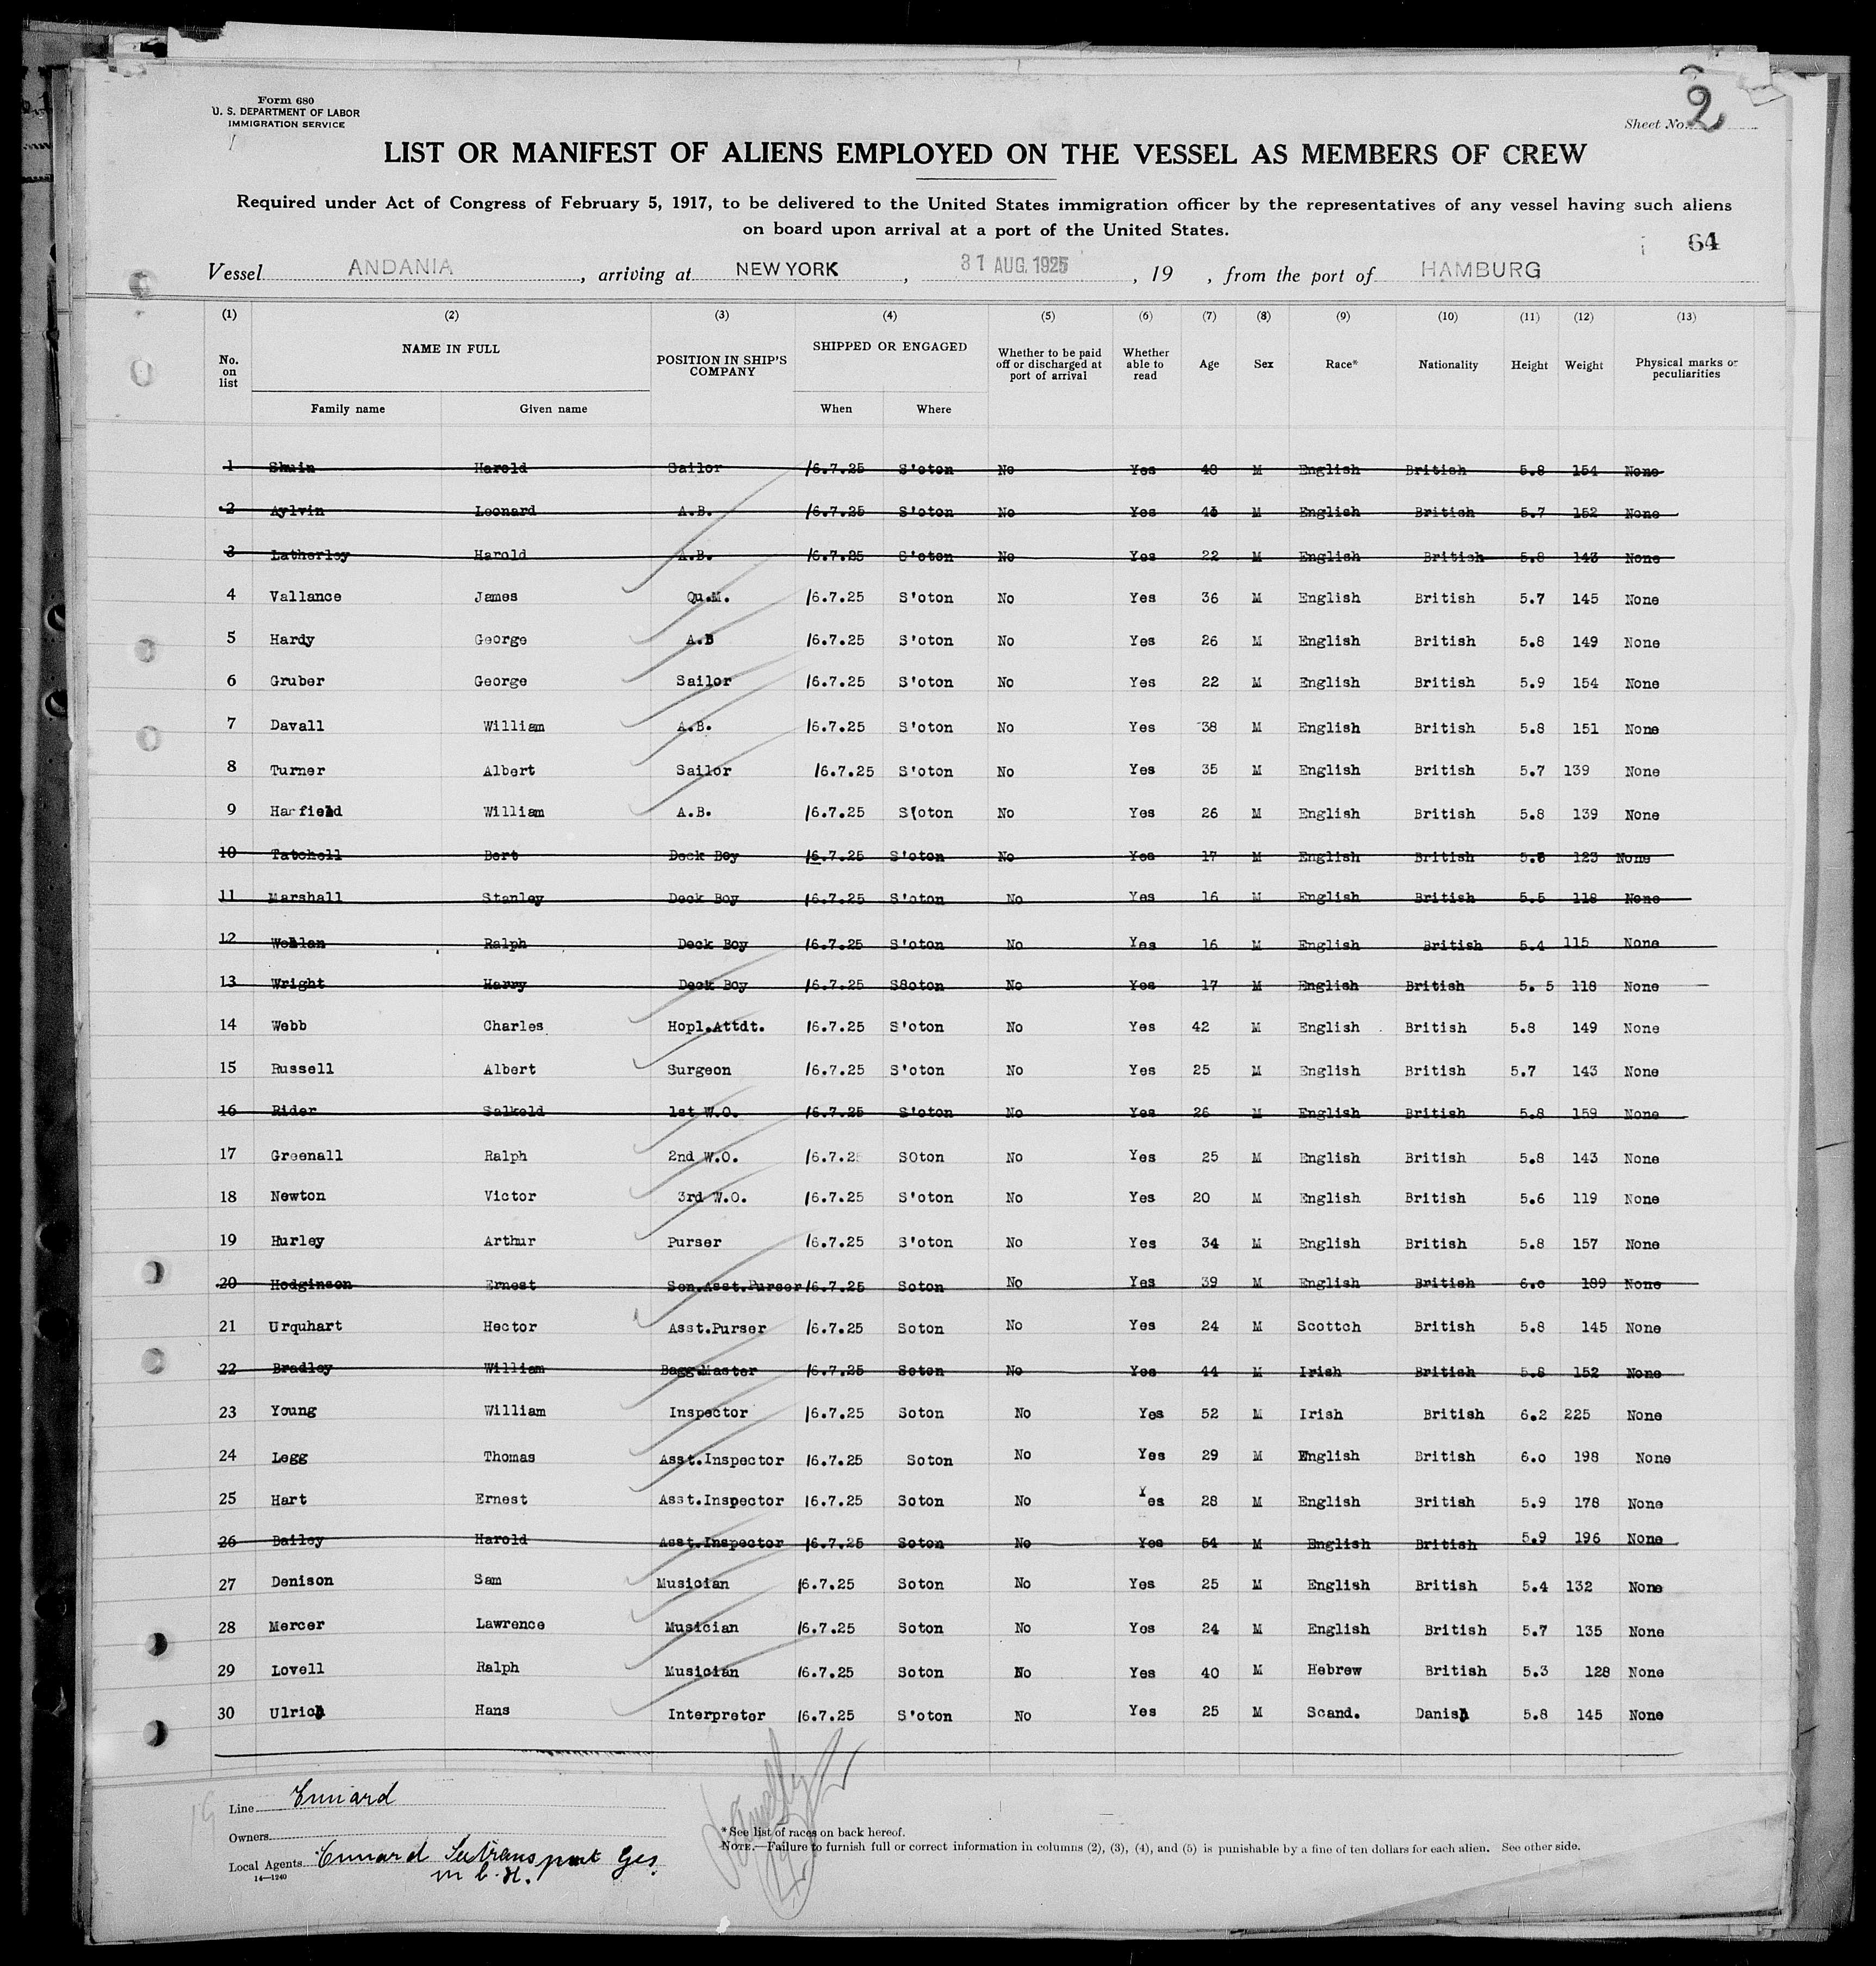 Form 680
U. S. DEPARTMENT OF LABOR
IMMIGRATION SERVICE
Sheet No. 2
LIST OR MANIFEST OF ALIENS EMPLOYED ON THE VESSEL AS MEMBERS OF CREW
Required under Act of Congress of February 5, 1917, to be delivered to the United States immigration officer by the representatives of any vessel having such aliens
on board upon arrival at a port of the United States.
64
Vessel ANDANIA, arriving at NEW YORK, 31 AUG. 1925, 19 , from the port of HAMBURG
(1) (2) (3) (4) (5) (6) (7) (8) (9) (10) (11) (12) (13)
No. on list NAME IN FULL POSITION IN SHIP'S COMPANY SHIPPED OR ENGAGED Whether to be paid off or discharged at port of arrival Whether able to read Age Sex Race* Nationality Height Weight Physical marks or peculiarities
Family name Given name When Where
1 Harold Sailor 16.7.25 S'oton No Yes 40 M English British 5.8 154 None
2 Aylvin Leonard A.B. 16.7.25 S'oton No Yes M English British 5.7 152 None
3 Latherley Harold A.B. 16.7.25 S'oton No Yes 22 M English British 5.8 143 None
4 Vallance James Qu.M. 16.7.25 S'oton No Yes 36 M English British 5.7 145 None
5 Hardy George A.B 16.7.25 S'oton No Yes 26 M English British 5.8 149 None
6 Gruber George Sailor 16.7.25 S'oton No Yes 22 M English British 5.9 154 None
7 Davall William A.B. 16.7.25 S'oton No Yes 38 M English British 5.8 151 None
8 Turner Albert Sailor 16.7.25 S'oton No Yes 35 M English British 5.7 139 None
9 Harfield William A.B. 16.7.25 S(oton No Yes 26 M English British 5.8 139 None
10 Tatchell Bert Deck Boy 16.7.25 S'oton No Yes 17 M English British 123 None
11 Marshall Stanley Deck Boy 16.7.25 S'oton No Yes 16 M English British 5.5 118 None
12 Ralph Deck Boy 16.7.25 S'oton No Yes 16 M English British 5.4 115 None
13 Wright Harry Deck Boy 16.7.25 S8oton No Yes 17 M English British 5. 5 118 None
14 Webb Charles Hopl.Attdt. 16.7.25 S'oton No Yes 42 M English British 5.8 149 None
15 Russell Albert Surgeon 16.7.25 S'oton No Yes 25 M English British 5.7 143 None
16 Rider Salkeld 1st W.O. 16.7.25 S'oton No Yes 26 M English British 5.8 159 None
17 Greenall Ralph 2nd W.O. 16.7.25 SOton No Yes 25 M English British 5.8 143 None
18 Newton Victor 3rd W.O. 16.7.25 S'oton No Yes 20 M English British 5.6 119 None
19 Hurley Arthur Purser 16.7.25 S'oton No Yes 34 M English British 5.8 157 None
20 Hodginson Ernest Sen.Asst.Purser 16.7.25 Soton No Yes 39 M English British 6.0 189 None
21 Urquhart Hector Asst.Purser 16.7.25 Soton No Yes 24 M Scottch British 5.8 145 None
22 Bradley William Bagg.Master 16.7.25 Soton No Yes 44 M Irish British 5.8 152 None
23 Young William Inspector 16.7.25 Soton No Yes 52 M Irish British 6.2 225 None
24 Legg Thomas Asst.Inspector 16.7.25 Soton No Yes 29 M English British 6.0 198 None
25 Hart Ernest Asst.Inspector 16.7.25 Soton No Yes 28 M English British 5.9 178 None
26 Bailey Harold Asst.Inspector 16.7.25 Soton No Yes 54 M English British 5.9 196 None
27 Denison Sam Musician 16.7.25 Soton No Yes 25 M English British 5.4 132 None
28 Mercer Lawrence Musician 16.7.25 Soton No Yes 24 M English British 5.7 135 None
29 Lovell Ralph Musician 16.7.25 Soton No Yes 40 M Hebrew British 5.3 128 None
30 Ulrich Hans Interpreter 16.7.25 S'oton No Yes 25 M Scand. Danish 5.8 145 None
Line Cunard
Owners
Local Agents Cunard Seetransport Ges.
m. b. H.
14—1240
*See list of races on back hereof.
NOTE.—Failure to furnish full or correct information in columns (2), (3), (4), and (5) is punishable by a fine of ten dollars for each alien. See other side.